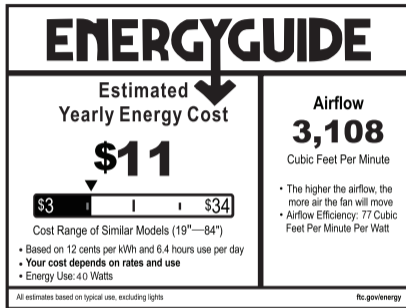 ENERGYGUIDE
Estimated
Yearly Energy Cost
$11
$3
$34
Cost Range of Similar Models (19"—84")
• Based on 12 cents per kWh and 6.4 hours use per day
• Your cost depends on rates and use
• Energy Use: 40 Watts
Airflow
3,108
Cubic Feet Per Minute
• The higher the airflow, the
more air the fan will move
• Airflow Efficiency: 77 Cubic
Feet Per Minute Per Watt
All estimates based on typical use, excluding lights
ftc.gov/energy